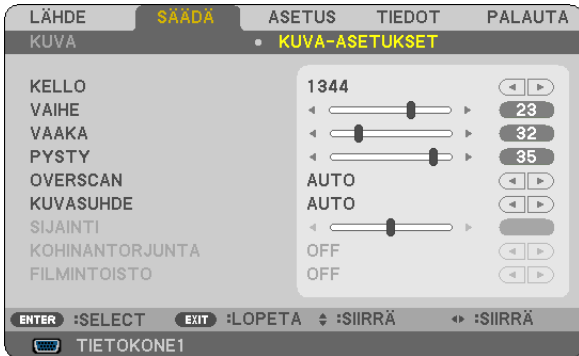 LÄHDE SÄÄDÄ ASETUS TIEDOT PALAUTA
KUVA • KUVA-ASETUKSET
KELLO 1344
VAIHE 23
VAAKA 32
PYSTY 35
OVERSCAN AUTO
KUVASUHDE AUTO
SIJAINTI
KOHINANTORJUNTA OFF
FILMINTOISTO OFF
ENTER :SELECT EXIT :LOPETA :SIIRRÄ :SIIRRÄ
TIETOKONE1